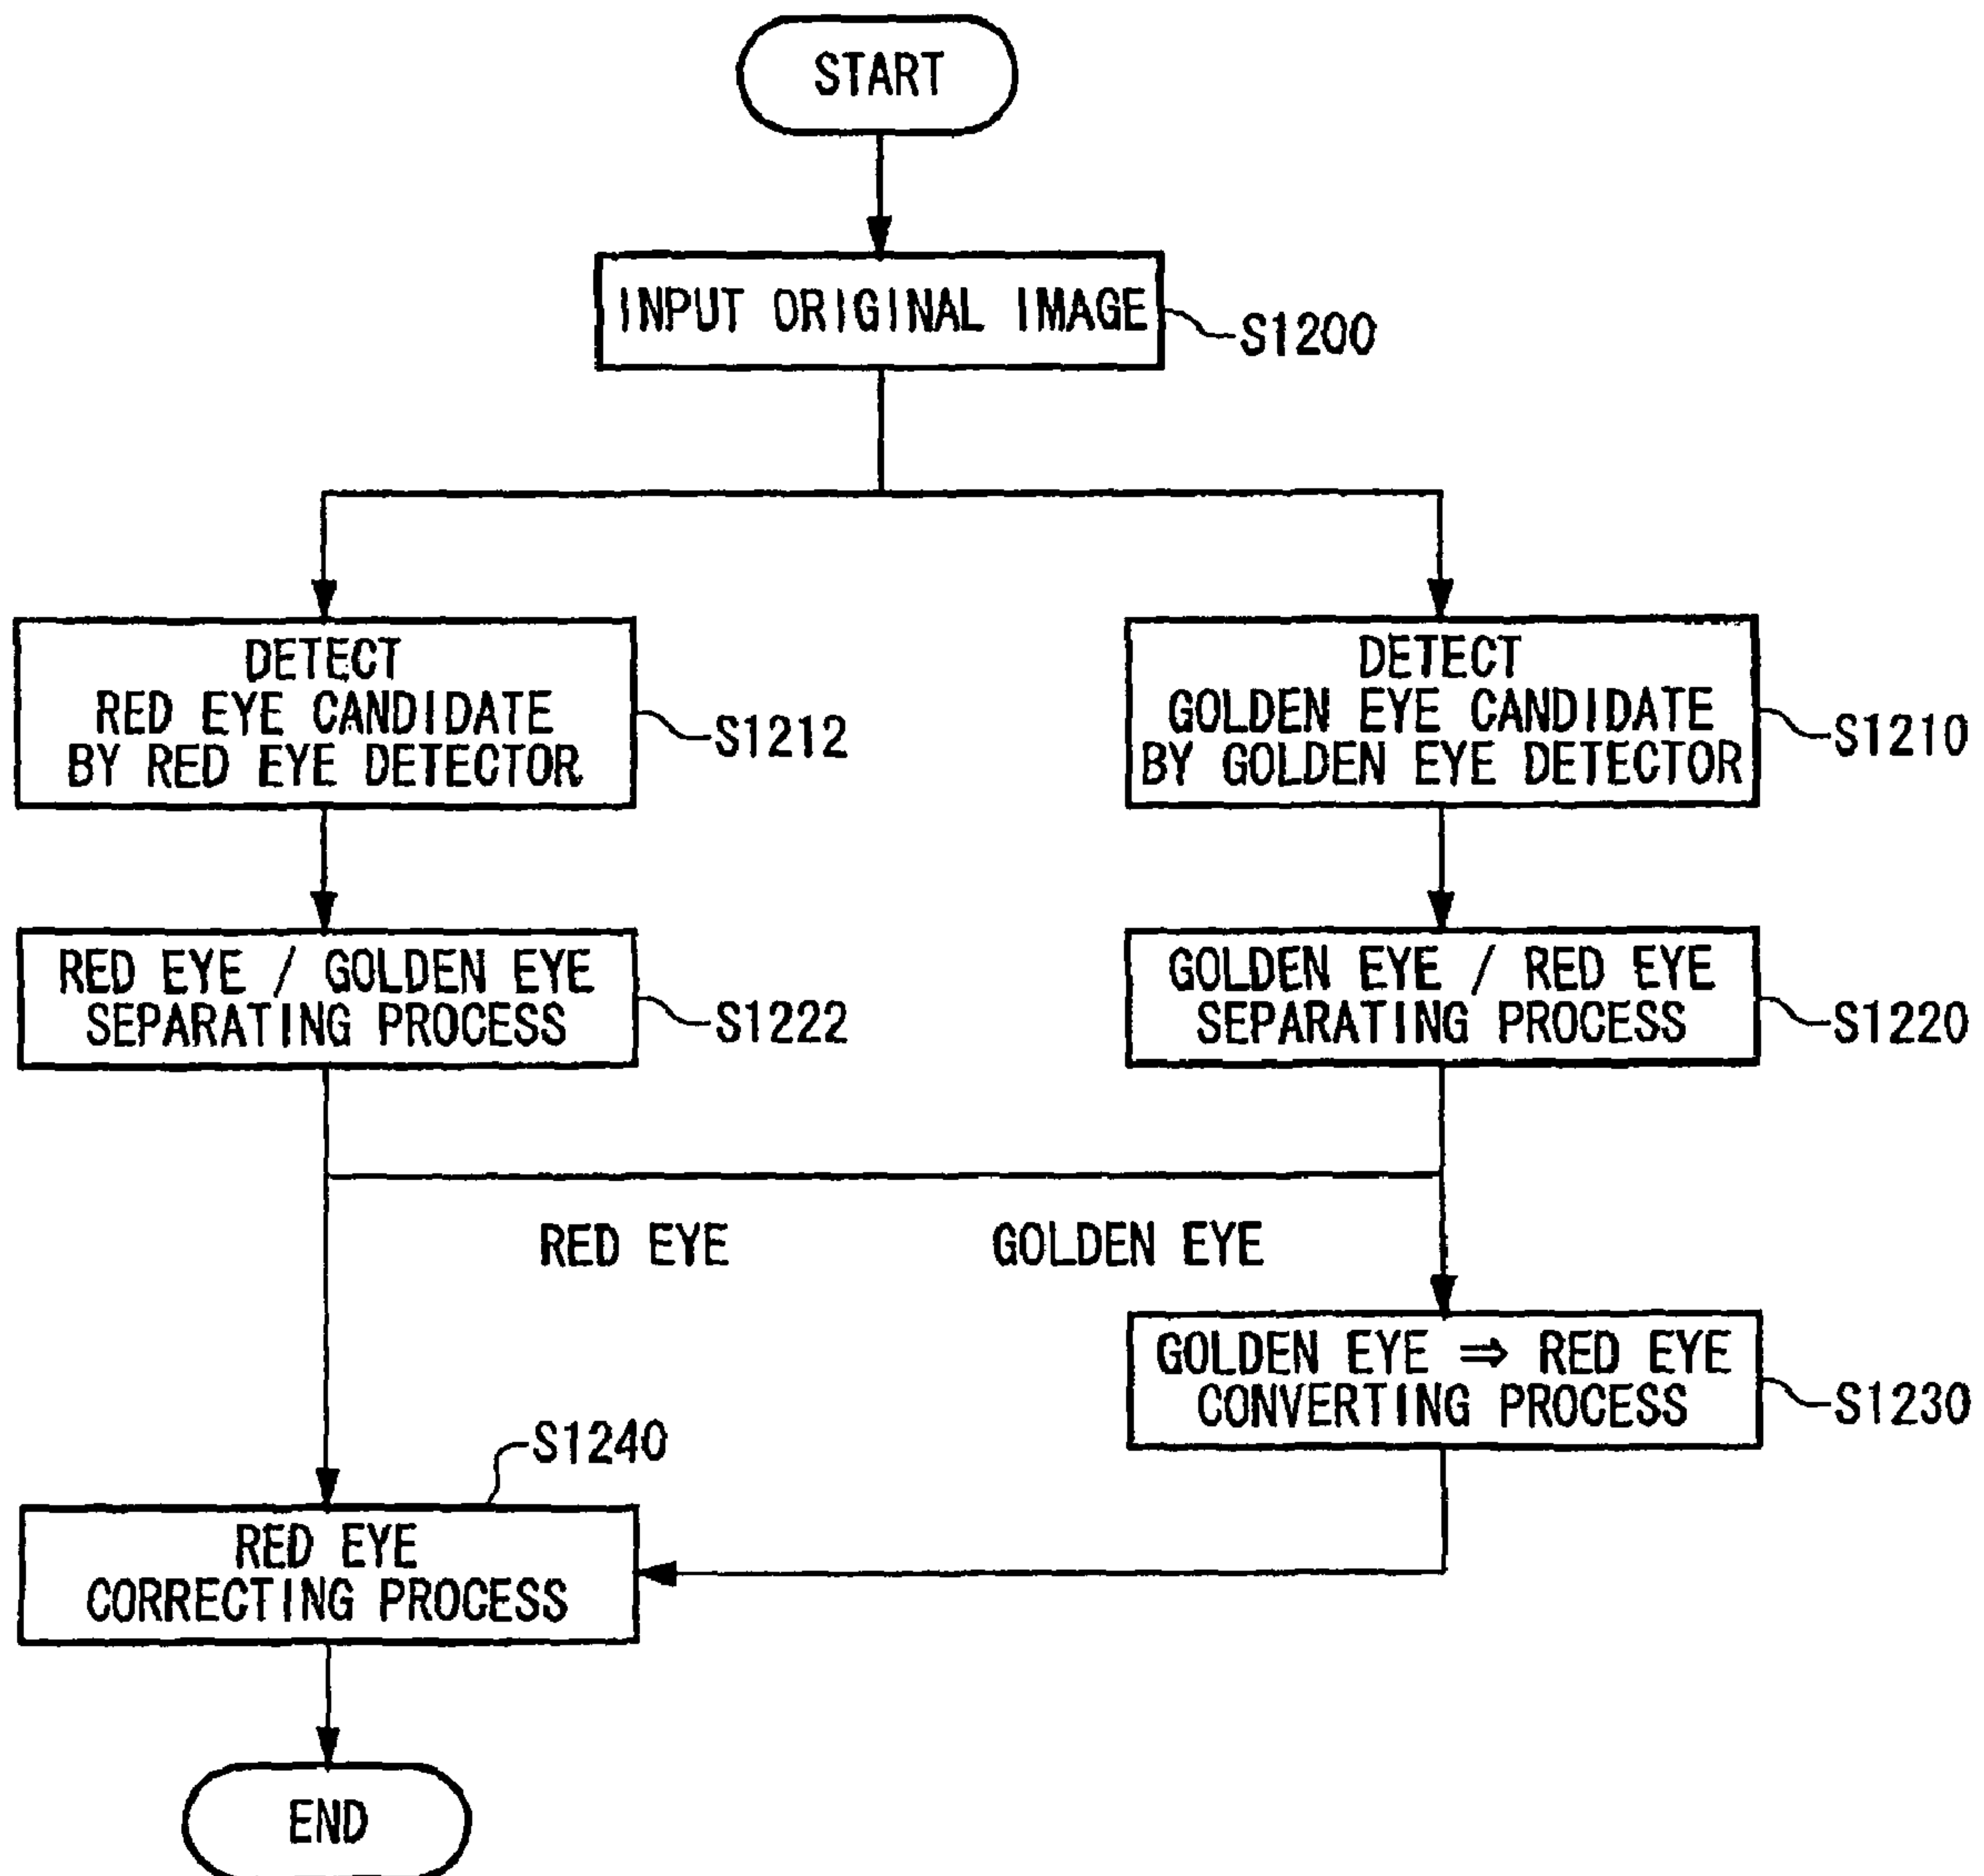 START
INPUT ORIGINAL IMAGE
S1200
DETECT
RED EYE CANDIDATE
BY RED EYE DETECTOR
S1212
DETECT
GOLDEN EYE CANDIDATE
BY GOLDEN EYE DETECTOR
S1210
RED EYE / GOLDEN EYE
SEPARATING PROCESS
S1222
GOLDEN EYE / RED EYE
SEPARATING PROCESS
S1220
RED EYE
GOLDEN EYE
GOLDEN EYE ⇒ RED EYE
CONVERTING PROCESS
S1230
S1240
RED EYE
CORRECTING PROCESS
END